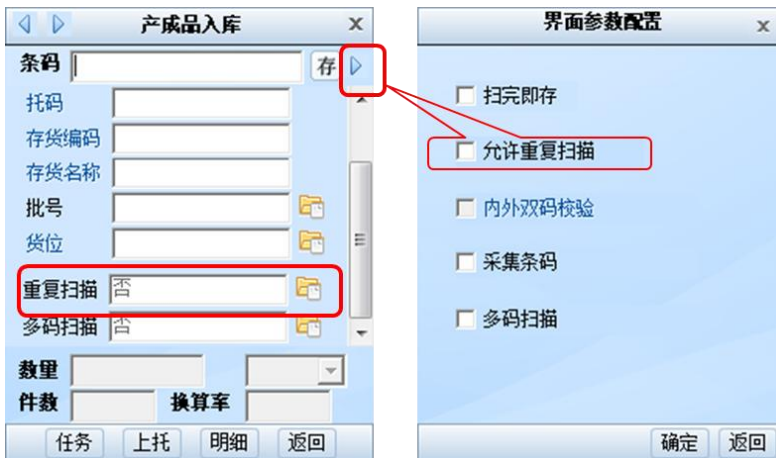 产成品入库 x
条码 存
托码
存货编码
存货名称
批号
货位
重复扫描 否
多码扫描 否
数量
件数 换算率
任务 上托 明细 返回
界面参数配置 x
扫完即存
允许重复扫描
内外双码校验
采集条码
多码扫描
确定 返回